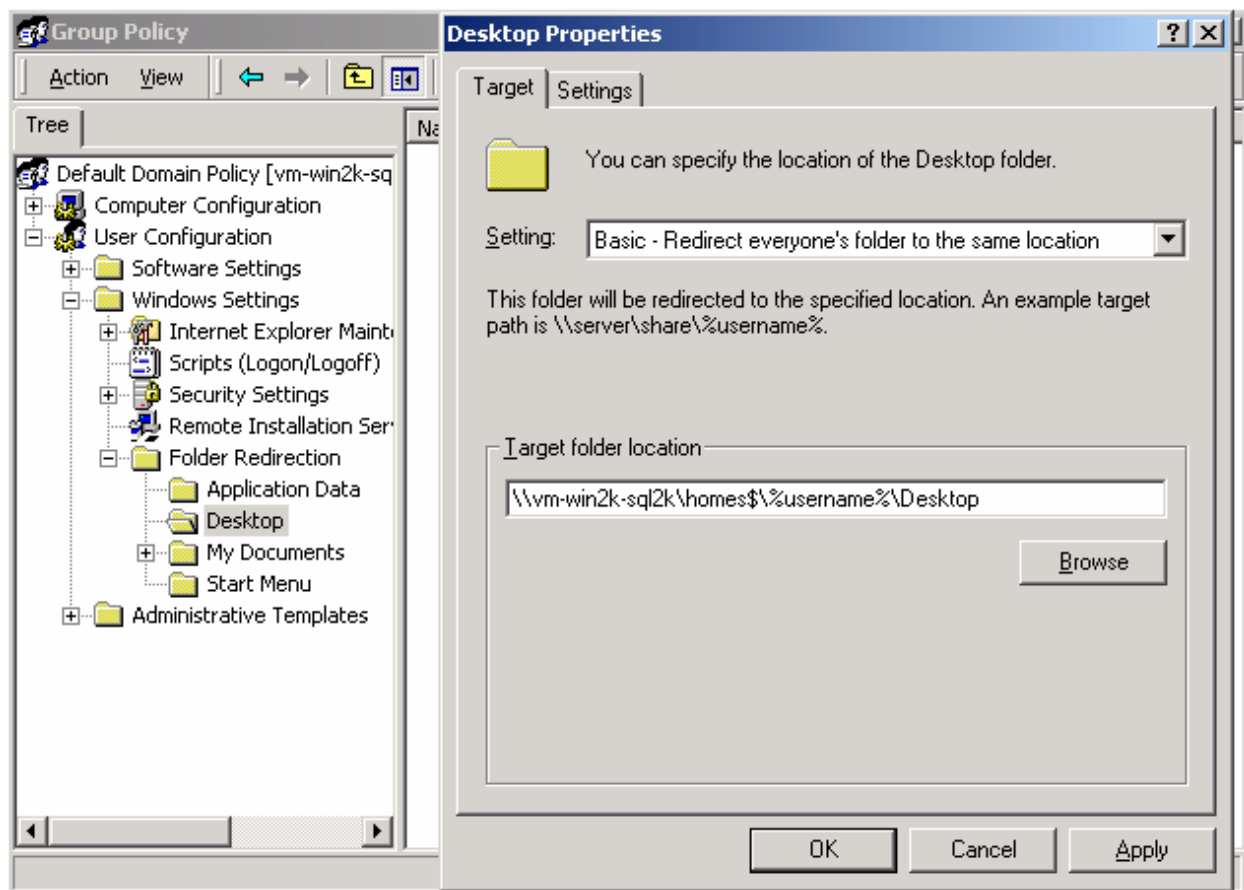 Group Policy
Action View
Tree
Na
Default Domain Policy [vm-win2k-sq
Computer Configuration
User Configuration
Software Settings
Windows Settings
Internet Explorer Maint
Scripts (Logon/Logoff)
Security Settings
Remote Installation Ser
Folder Redirection
Application Data
Desktop
My Documents
Start Menu
Administrative Templates
Desktop Properties
Target Settings
You can specify the location of the Desktop folder.
Setting: Basic - Redirect everyone's folder to the same location
This folder will be redirected to the specified location. An example target
path is \\server\share\%username%.
Target folder location
\\vm-win2k-sql2k\homes$\%username%\Desktop
Browse
OK Cancel Apply